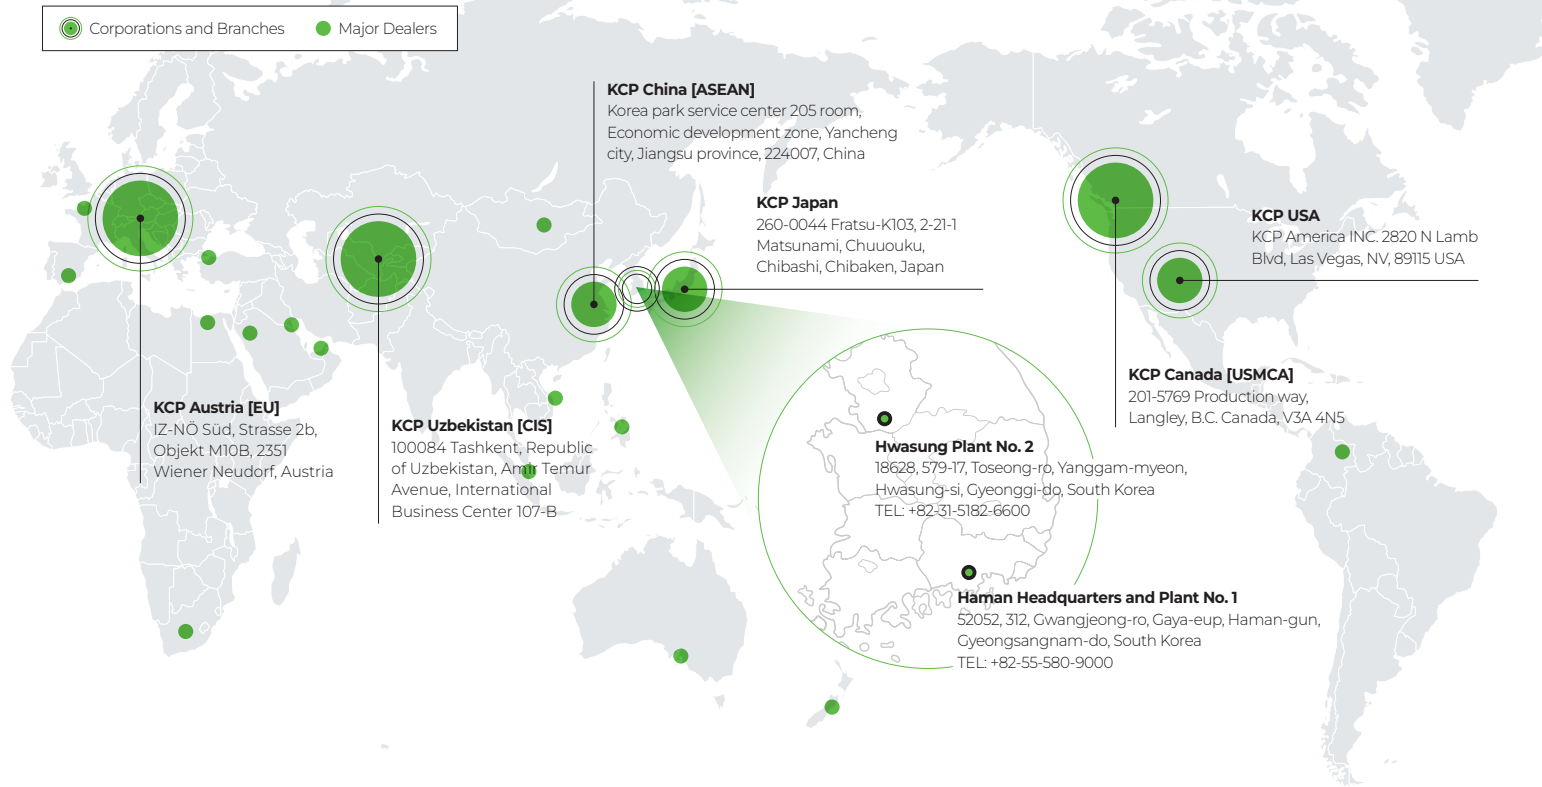 Corporations and Branches
Major Dealers
KCP China [ASEAN]
Korea park service center 205 room,
Economic development zone, Yancheng
city, Jiangsu province, 224007, China
KCP Japan
260-0044 Fratsu-K103, 2-21-1
Matsunami, Chuuouku,
Chibashi, Chibaken, Japan
KCP USA
KCP America INC. 2820 N Lamb
Blvd, Las Vegas, NV, 89115 USA
KCP Canada [USMCA]
201-5769 Production way,
Langley, B.C. Canada, V3A 4N5
KCP Austria [EU]
IZ-NÖ Süd, Strasse 2b,
Objekt M10B, 2351
Wiener Neudorf, Austria
KCP Uzbekistan [CIS]
100084 Tashkent, Republic
of Uzbekistan, Amir Temur
Avenue, International
Business Center 107-B
Hwasung Plant No. 2
18628, 579-17, Toseong-ro, Yanggam-myeon,
Hwasung-si, Gyeonggi-do, South Korea
TEL: +82-31-5182-6600
Haman Headquarters and Plant No. 1
52052, 312, Gwangjeong-ro, Gaya-eup, Haman-gun,
Gyeongsangnam-do, South Korea
TEL: +82-55-580-9000